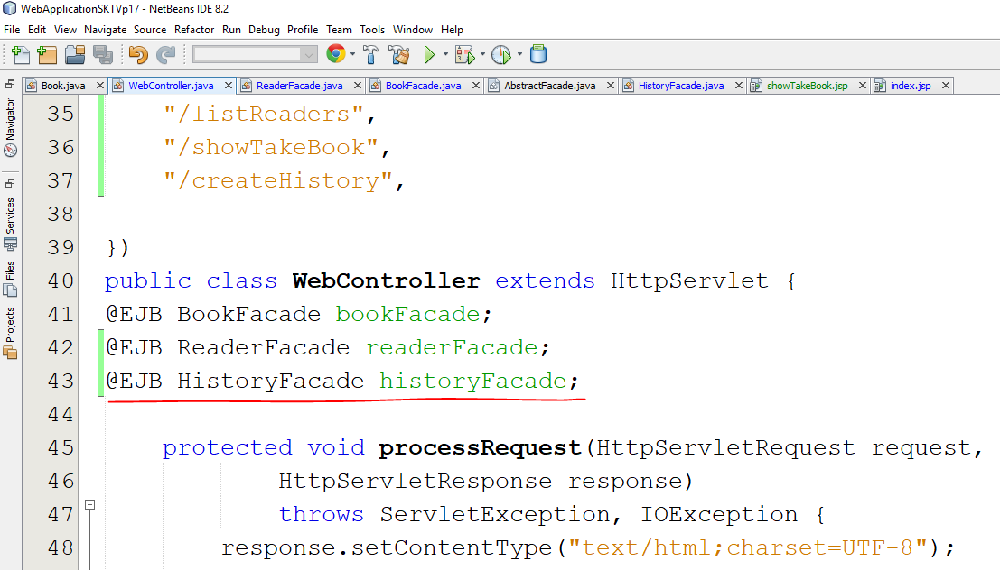 WebApplicationSKTVp17 - NetBeans IDE 8.2
File Edit View Navigate Source Refactor Run Debug Profile Team Tools Window Help
Book.java WebController.java ReaderFacade.java BookFacade.java AbstractFacade.java HistoryFacade.java showTakeBook.jsp index.jsp
Navigator
Services
Files
Projects
35 "/listReaders",
36 "/showTakeBook",
37 "/createHistory",
38
39 })
40 public class WebController extends HttpServlet {
41 @EJB BookFacade bookFacade;
42 @EJB ReaderFacade readerFacade;
43 @EJB HistoryFacade historyFacade;
44
45 protected void processRequest(HttpServletRequest request,
46 HttpServletResponse response)
47 throws ServletException, IOException {
48 response.setContentType("text/html;charset=UTF-8");